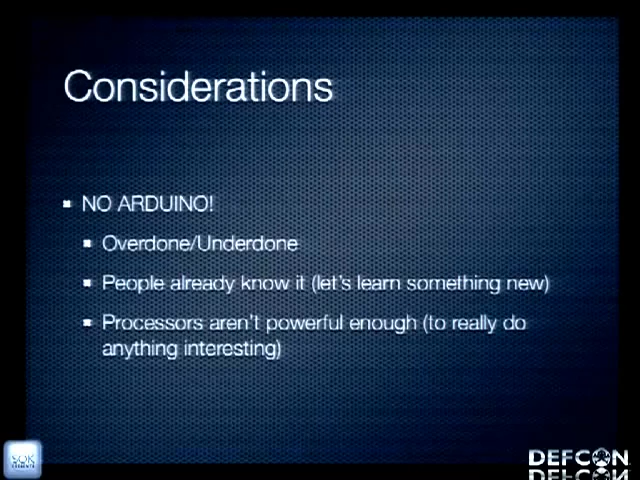 Considerations
NO ARDUINO!
Overdone/Underdone
People already know it (let's learn something new)
Processors aren't powerful enough (to really do
anything interesting)
SOK
DEFCON